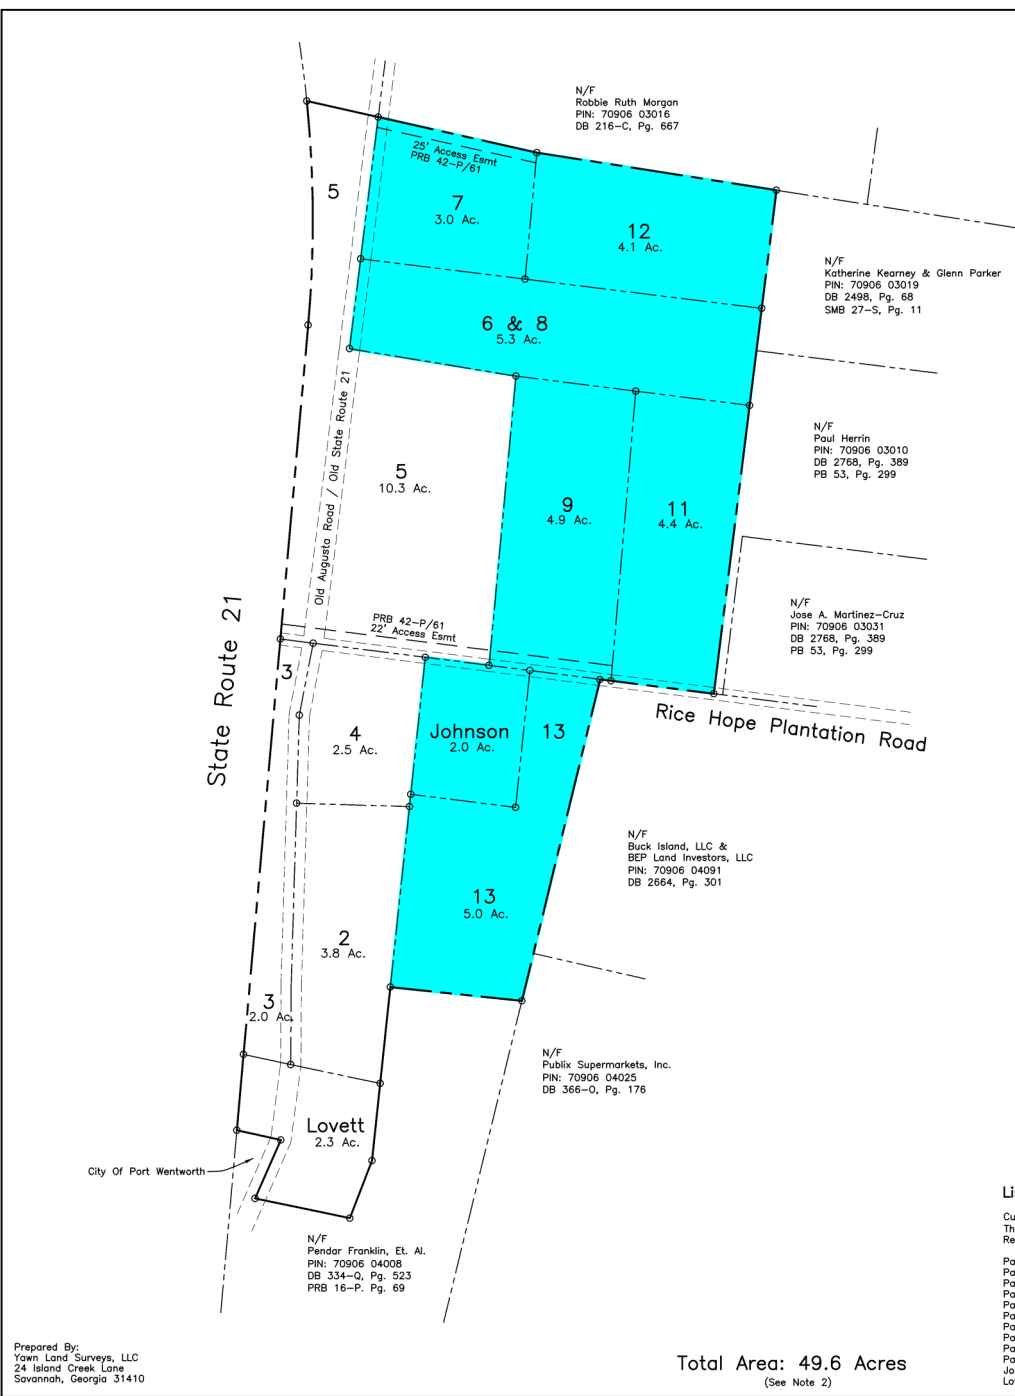 N/F
Robbie Ruth Morgan
PIN: 70906 03016
DB 216-C, Pg. 667
25' Access Esmt
PRB 42-P/61
5
7
3.0 Ac.
12
4.1 Ac.
N/F
Katherine Kearney & Glenn Parker
PIN: 70906 03019
DB 2498, Pg. 68
SMB 27-S, Pg. 11
6 & 8
5.3 Ac.
Old Augusta Road / Old State Route 21
N/F
Paul Herrin
PIN: 70906 03010
DB 2768, Pg. 389
PB 53, Pg. 299
5
10.3 Ac.
9
4.9 Ac.
11
4.4 Ac.
N/F
Jose A. Martinez-Cruz
PIN: 70906 03031
DB 2768, Pg. 389
PB 53, Pg. 299
PRB 42-P/61
22' Access Esmt
State Route 21
3
Rice Hope Plantation Road
4
2.5 Ac.
Johnson
2.0 Ac.
13
N/F
Buck Island, LLC &
BEP Land Investors, LLC
PIN: 70906 04091
DB 2664, Pg. 301
13
5.0 Ac.
2
3.8 Ac.
3
2.0 Ac.
N/F
Publix Supermarkets, Inc.
PIN: 70906 04025
DB 366-O, Pg. 176
Lovett
2.3 Ac.
City Of Port Wentworth
N/F
Pendar Franklin, Et. Al.
PIN: 70906 04008
DB 334-Q, Pg. 523
PRB 16-P. Pg. 69
Prepared By:
Yawn Land Surveys, LLC
24 Island Creek Lane
Savannah, Georgia 31410
Total Area: 49.6 Acres
(See Note 2)